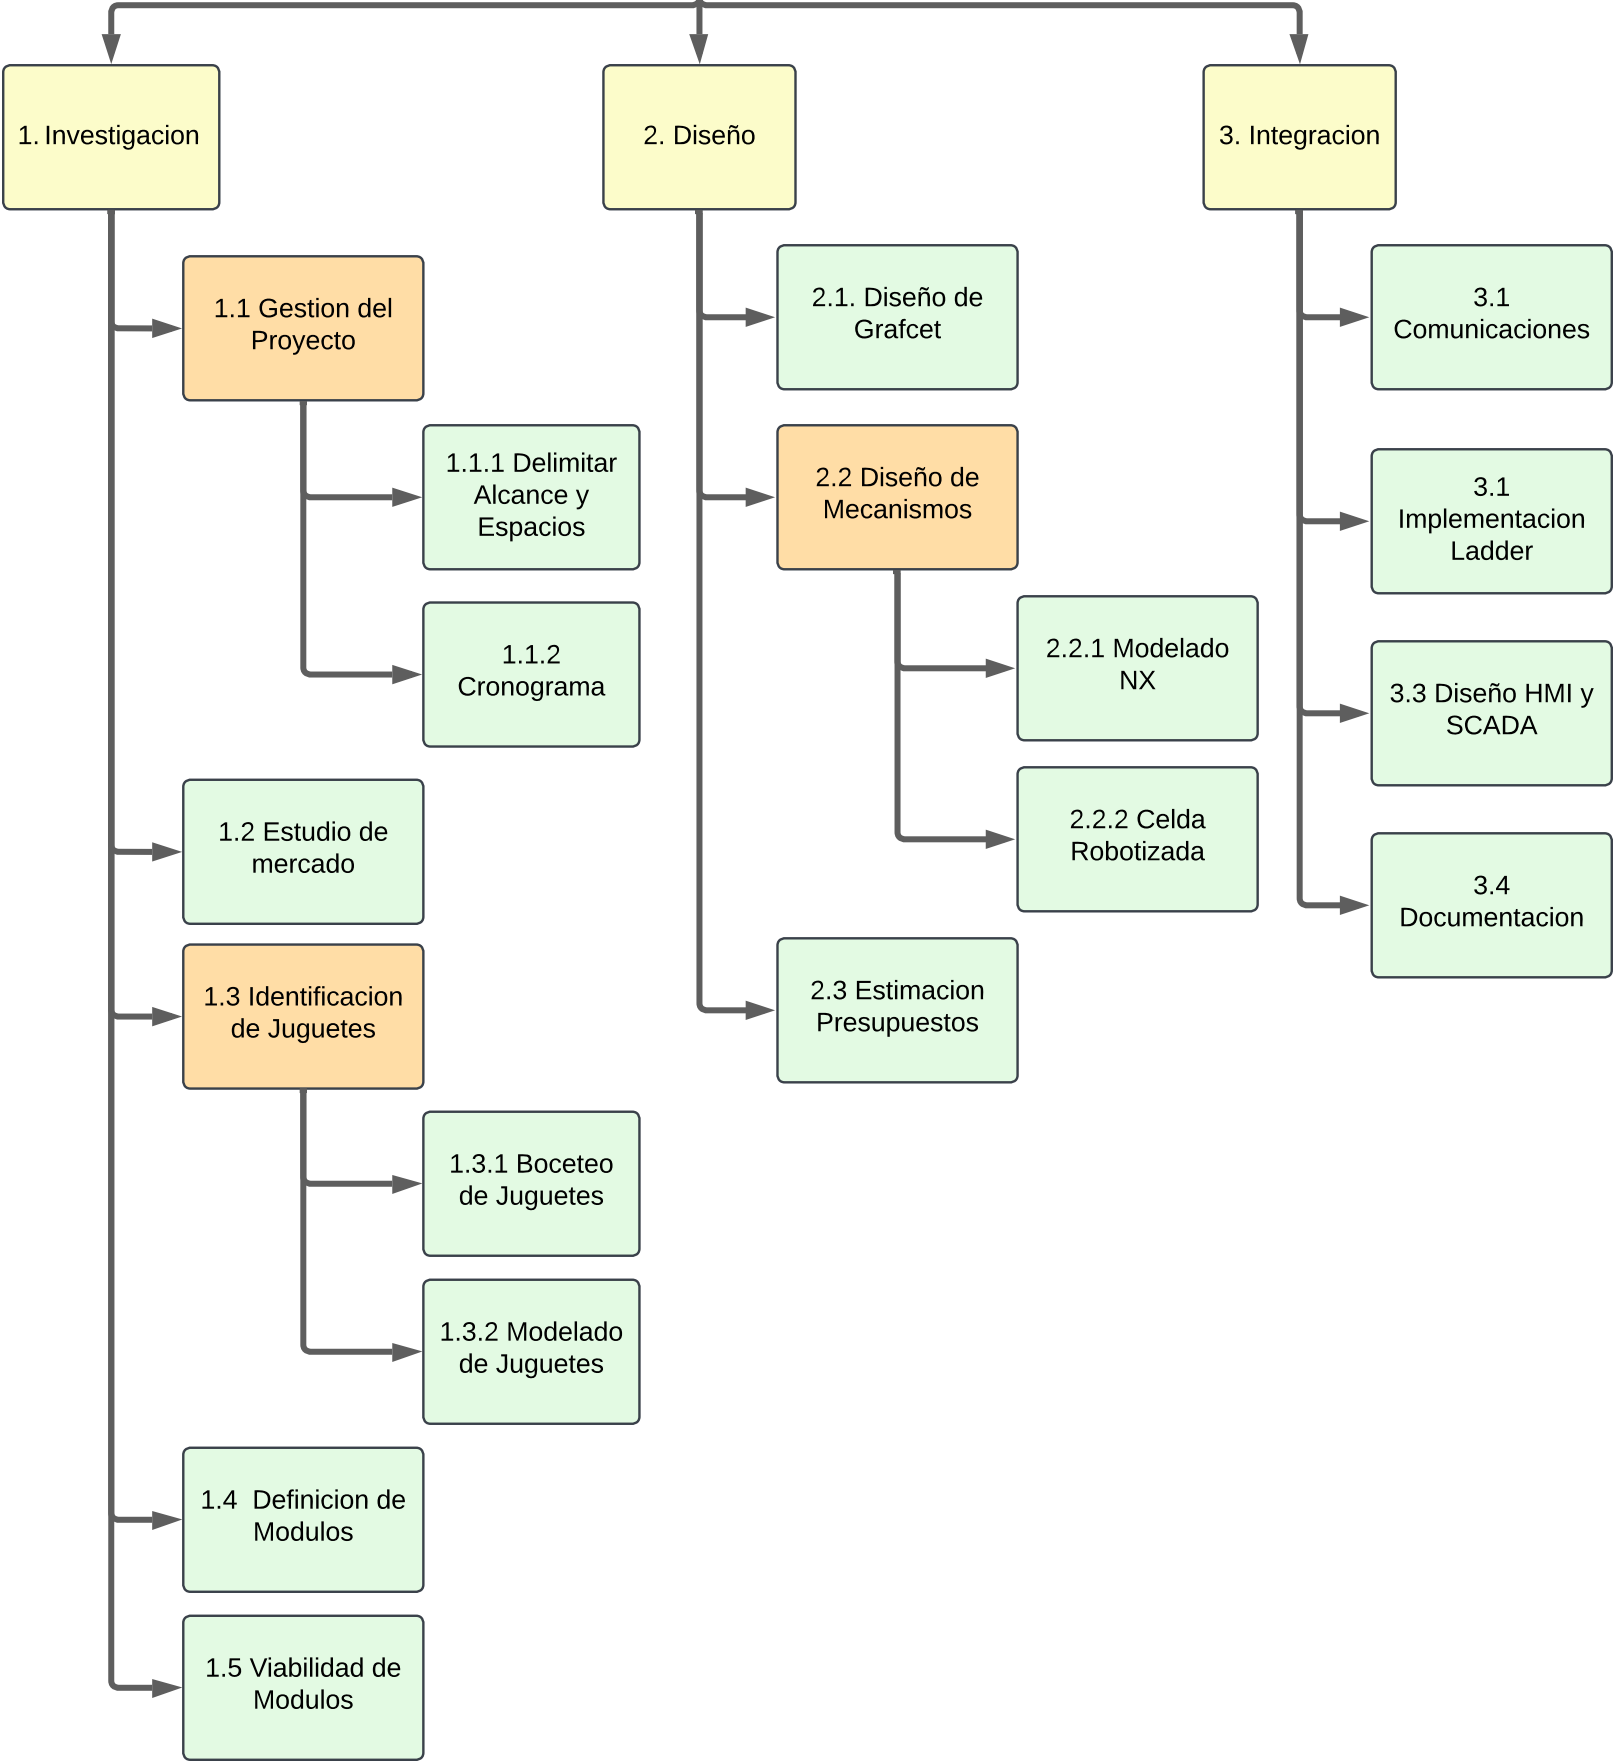 1. Investigacion
2. Diseño
3. Integracion
1.1 Gestion del
Proyecto
1.1.1 Delimitar
Alcance y
Espacios
1.1.2
Cronograma
1.2 Estudio de
mercado
1.3 Identificacion
de Juguetes
1.3.1 Boceteo
de Juguetes
1.3.2 Modelado
de Juguetes
1.4  Definicion de
Modulos
1.5 Viabilidad de
Modulos
2.1. Diseño de
Grafcet
2.2 Diseño de
Mecanismos
2.2.1 Modelado
NX
2.2.2 Celda
Robotizada
2.3 Estimacion
Presupuestos
3.1
Comunicaciones
3.1
Implementacion
Ladder
3.3 Diseño HMI y
SCADA
3.4
Documentacion